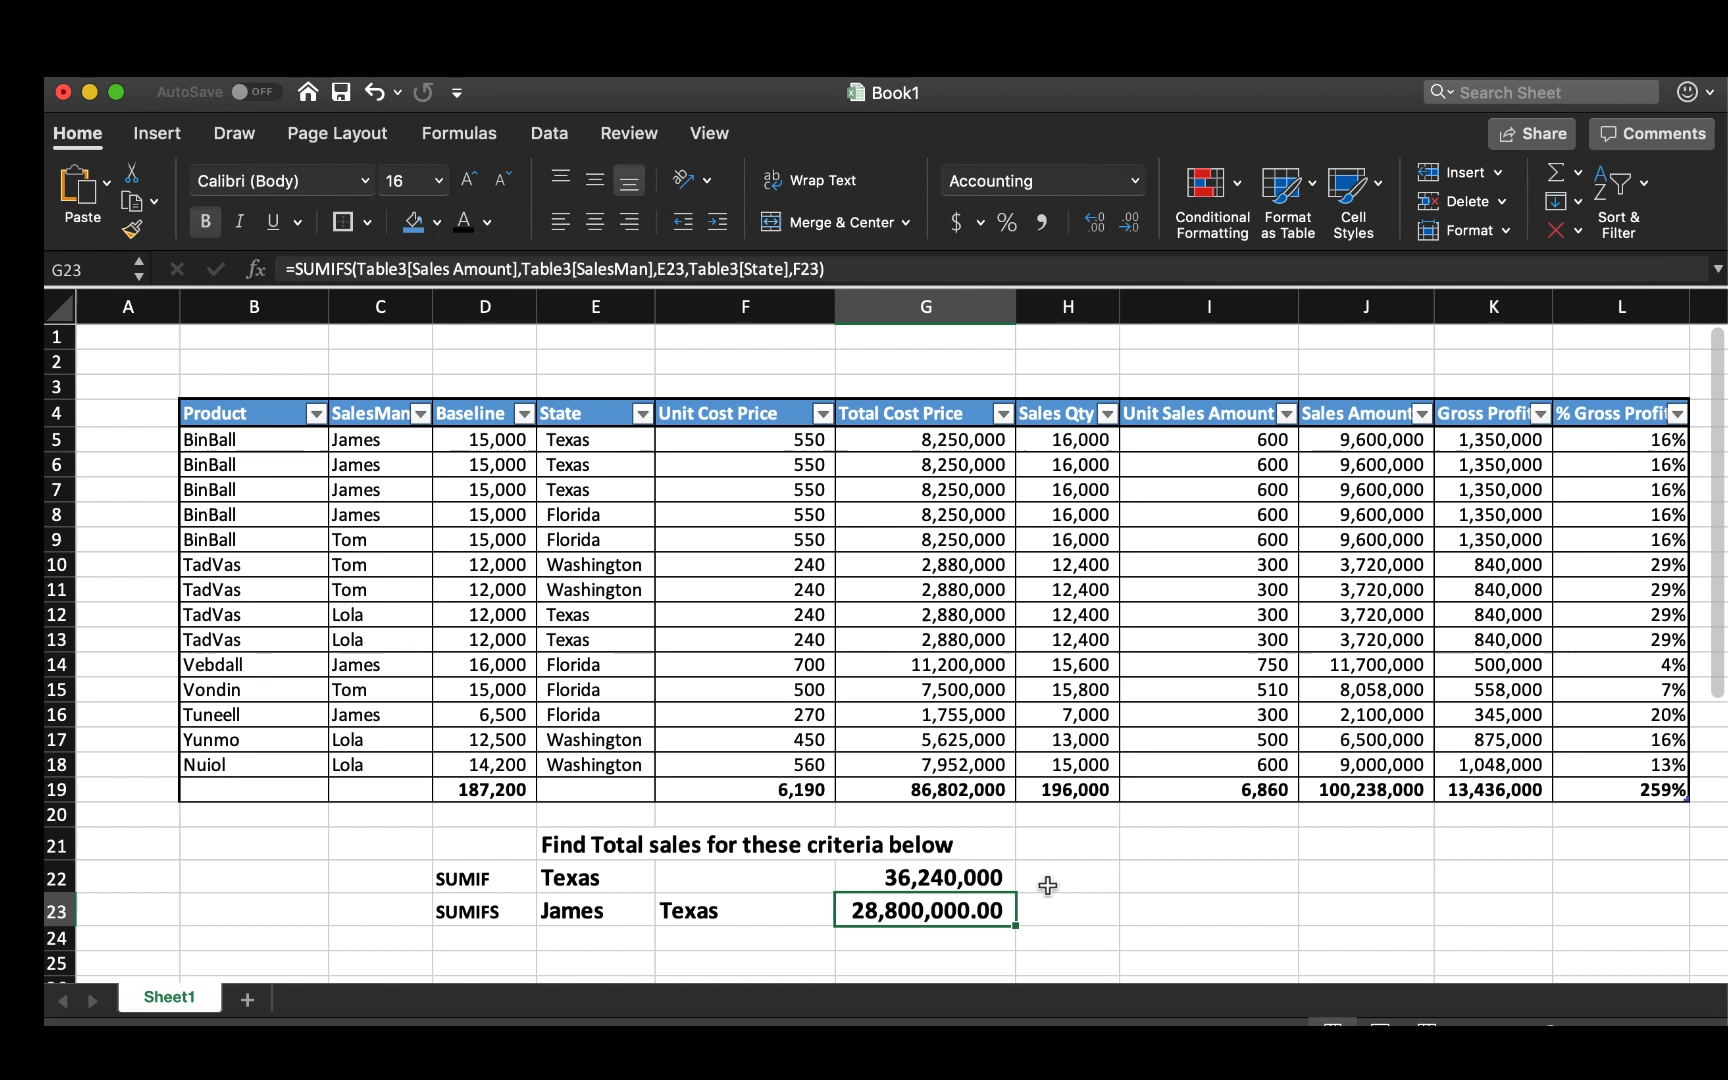 AutoSave OFF Book1 Search Sheet
Home Insert Draw Page Layout Formulas Data Review View Share Comments
Paste Calibri (Body) 16 A A Wrap Text Accounting Insert
B I U A Merge & Center $ % Conditional Formatting Format as Table Cell Styles Delete Format Sort & Filter
G23 fx =SUMIFS(Table3[Sales Amount],Table3[SalesMan],E23,Table3[State],F23)
A B C D E F G H I J K L
1
2
3
4 Product SalesMan Baseline State Unit Cost Price Total Cost Price Sales Qty Unit Sales Amount Sales Amount Gross Profit % Gross Profit
5 BinBall James 15,000 Texas 550 8,250,000 16,000 600 9,600,000 1,350,000 16%
6 BinBall James 15,000 Texas 550 8,250,000 16,000 600 9,600,000 1,350,000 16%
7 BinBall James 15,000 Texas 550 8,250,000 16,000 600 9,600,000 1,350,000 16%
8 BinBall James 15,000 Florida 550 8,250,000 16,000 600 9,600,000 1,350,000 16%
9 BinBall Tom 15,000 Florida 550 8,250,000 16,000 600 9,600,000 1,350,000 16%
10 TadVas Tom 12,000 Washington 240 2,880,000 12,400 300 3,720,000 840,000 29%
11 TadVas Tom 12,000 Washington 240 2,880,000 12,400 300 3,720,000 840,000 29%
12 TadVas Lola 12,000 Texas 240 2,880,000 12,400 300 3,720,000 840,000 29%
13 TadVas Lola 12,000 Texas 240 2,880,000 12,400 300 3,720,000 840,000 29%
14 Vebdall James 16,000 Florida 700 11,200,000 15,600 750 11,700,000 500,000 4%
15 Vondin Tom 15,000 Florida 500 7,500,000 15,800 510 8,058,000 558,000 7%
16 Tuneell James 6,500 Florida 270 1,755,000 7,000 300 2,100,000 345,000 20%
17 Yunmo Lola 12,500 Washington 450 5,625,000 13,000 500 6,500,000 875,000 16%
18 Nuiol Lola 14,200 Washington 560 7,952,000 15,000 600 9,000,000 1,048,000 13%
19 187,200 6,190 86,802,000 196,000 6,860 100,238,000 13,436,000 259%
20
21 Find Total sales for these criteria below
22 SUMIF Texas 36,240,000
23 SUMIFS James Texas 28,800,000.00
24
25
Sheet1 +